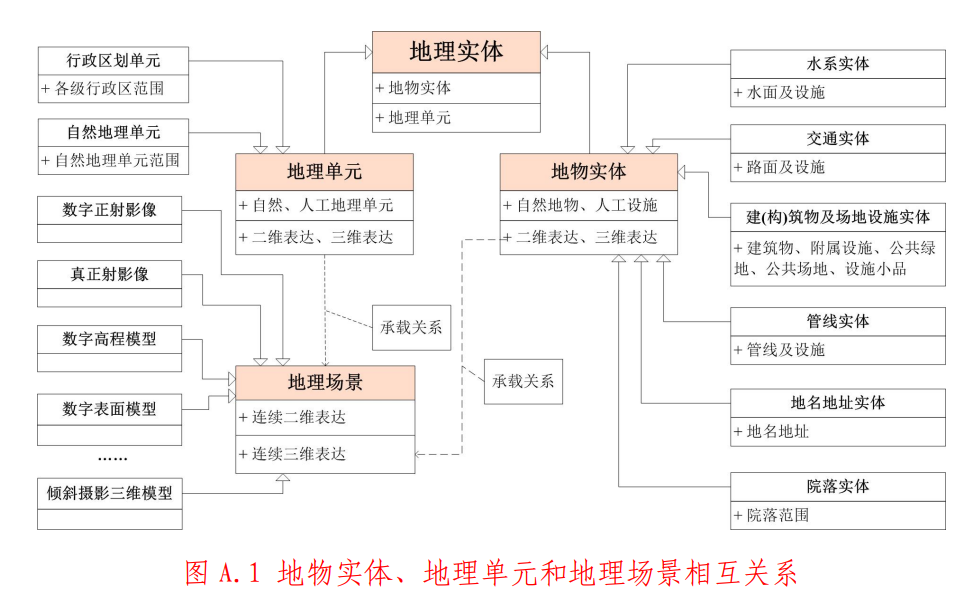 地理实体
+ 地物实体
+ 地理单元
行政区划单元
+ 各级行政区范围
自然地理单元
+ 自然地理单元范围
数字正射影像
真正射影像
数字高程模型
数字表面模型
……
倾斜摄影三维模型
地理单元
+ 自然、人工地理单元
+ 二维表达、三维表达
承载关系
地理场景
+ 连续二维表达
+ 连续三维表达
地物实体
+ 自然地物、人工设施
+ 二维表达、三维表达
承载关系
水系实体
+ 水面及设施
交通实体
+ 路面及设施
建(构)筑物及场地设施实体
+ 建筑物、附属设施、公共绿
地、公共场地、设施小品
管线实体
+ 管线及设施
地名地址实体
+ 地名地址
院落实体
+ 院落范围
图 A.1 地物实体、地理单元和地理场景相互关系